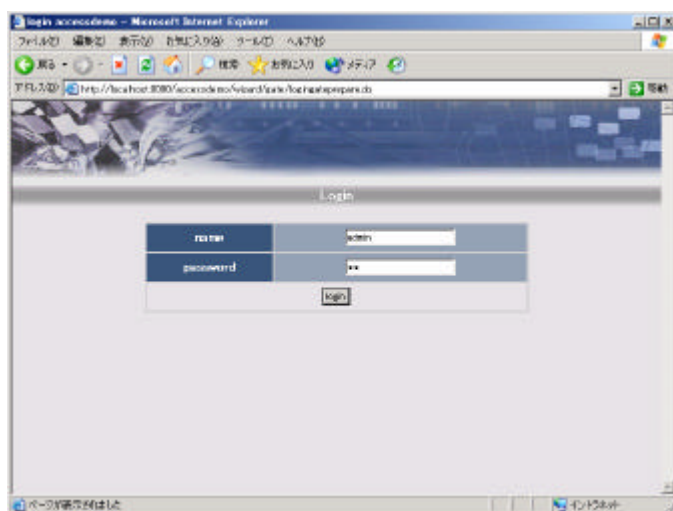 login accessdemo - Microsoft Internet Explorer
ファイル(F) 編集(E) 表示(V) お気に入り(A) ツール(T) ヘルプ(H)
戻る 検索 お気に入り メディア
アドレス(D) http://localhost:8080/accessdemo/wizard/gate/logingateprepare.do 移動
Login
name admin
password **
login
ページが表示されました イントラネット